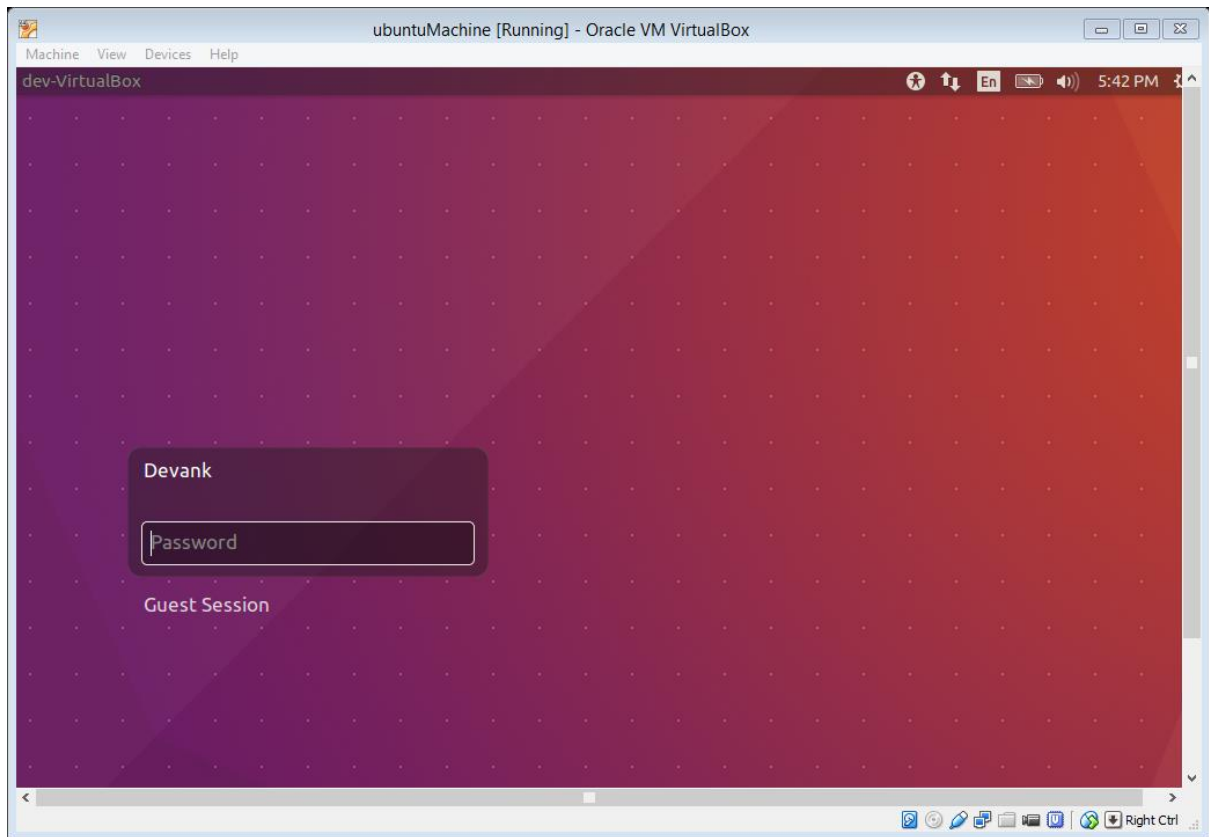 ubuntuMachine [Running] - Oracle VM VirtualBox
Machine View Devices Help
dev-VirtualBox En 5:42 PM
Devank
Password
Guest Session
Right Ctrl